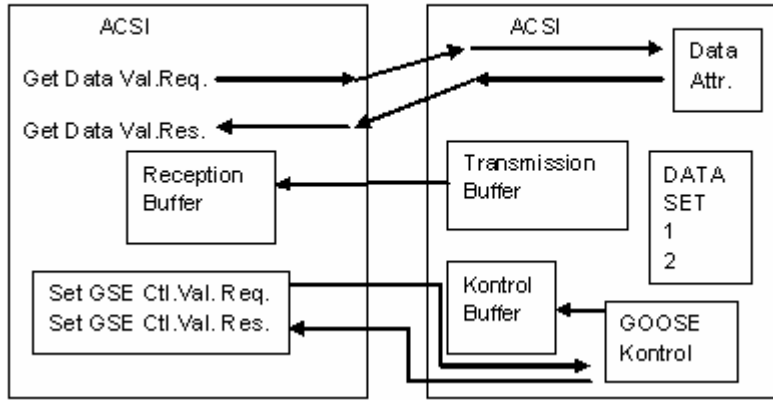 ACSI
Get Data Val.Req.
Get Data Val.Res.
Reception
Buffer
Set GSE Ctl.Val. Req.
Set GSE Ctl.Val. Res.
ACSI
Data
Attr.
Transmission
Buffer
DATA
SET
1
2
Kontrol
Buffer
GOOSE
Kontrol